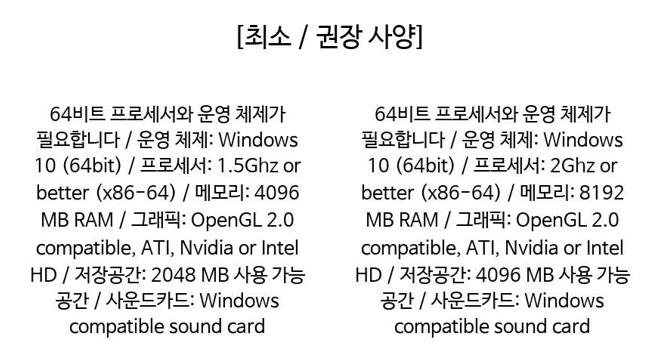 [최소 / 권장 사양]
64비트 프로세서와 운영 체제가
필요합니다 / 운영 체제: Windows
10 (64bit) / 프로세서: 1.5Ghz or
better (x86-64) / 메모리: 4096
MB RAM / 그래픽: OpenGL 2.0
compatible, ATI, Nvidia or Intel
HD / 저장공간: 2048 MB 사용 가능
공간 / 사운드카드: Windows
compatible sound card
64비트 프로세서와 운영 체제가
필요합니다 / 운영 체제: Windows
10 (64bit) / 프로세서: 2Ghz or
better (x86-64) / 메모리: 8192
MB RAM / 그래픽: OpenGL 2.0
compatible, ATI, Nvidia or Intel
HD / 저장공간: 4096 MB 사용 가능
공간 / 사운드카드: Windows
compatible sound card